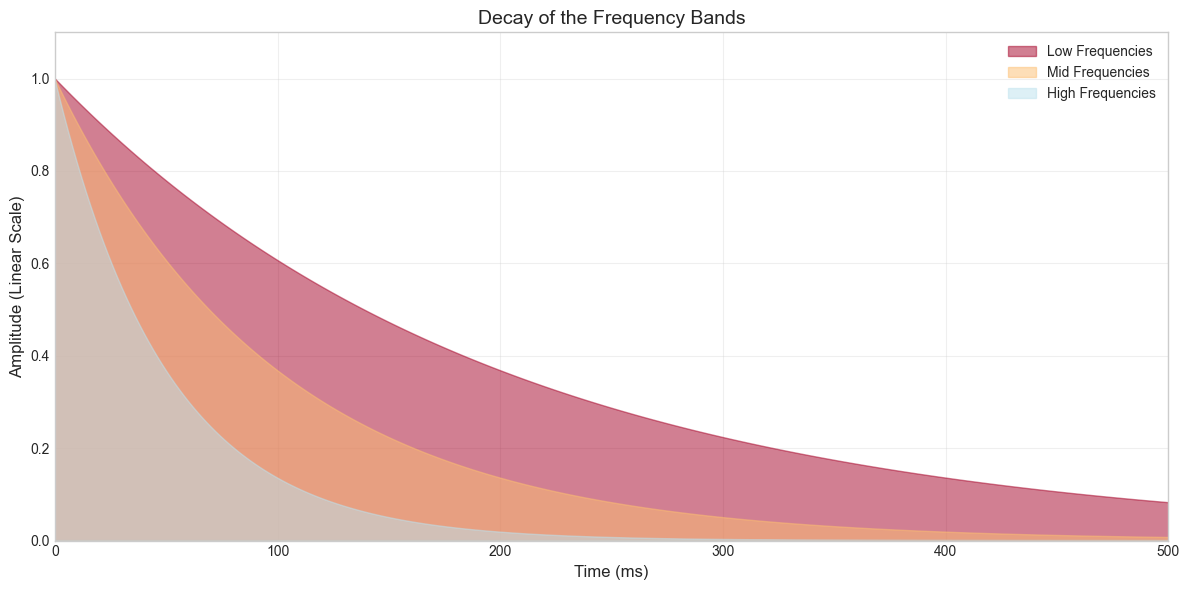 Decay of the Frequency Bands
Low Frequencies
Mid Frequencies
High Frequencies
Amplitude (Linear Scale)
1.0
0.8
0.6
0.4
0.2
0.0
0 100 200 300 400 500
Time (ms)